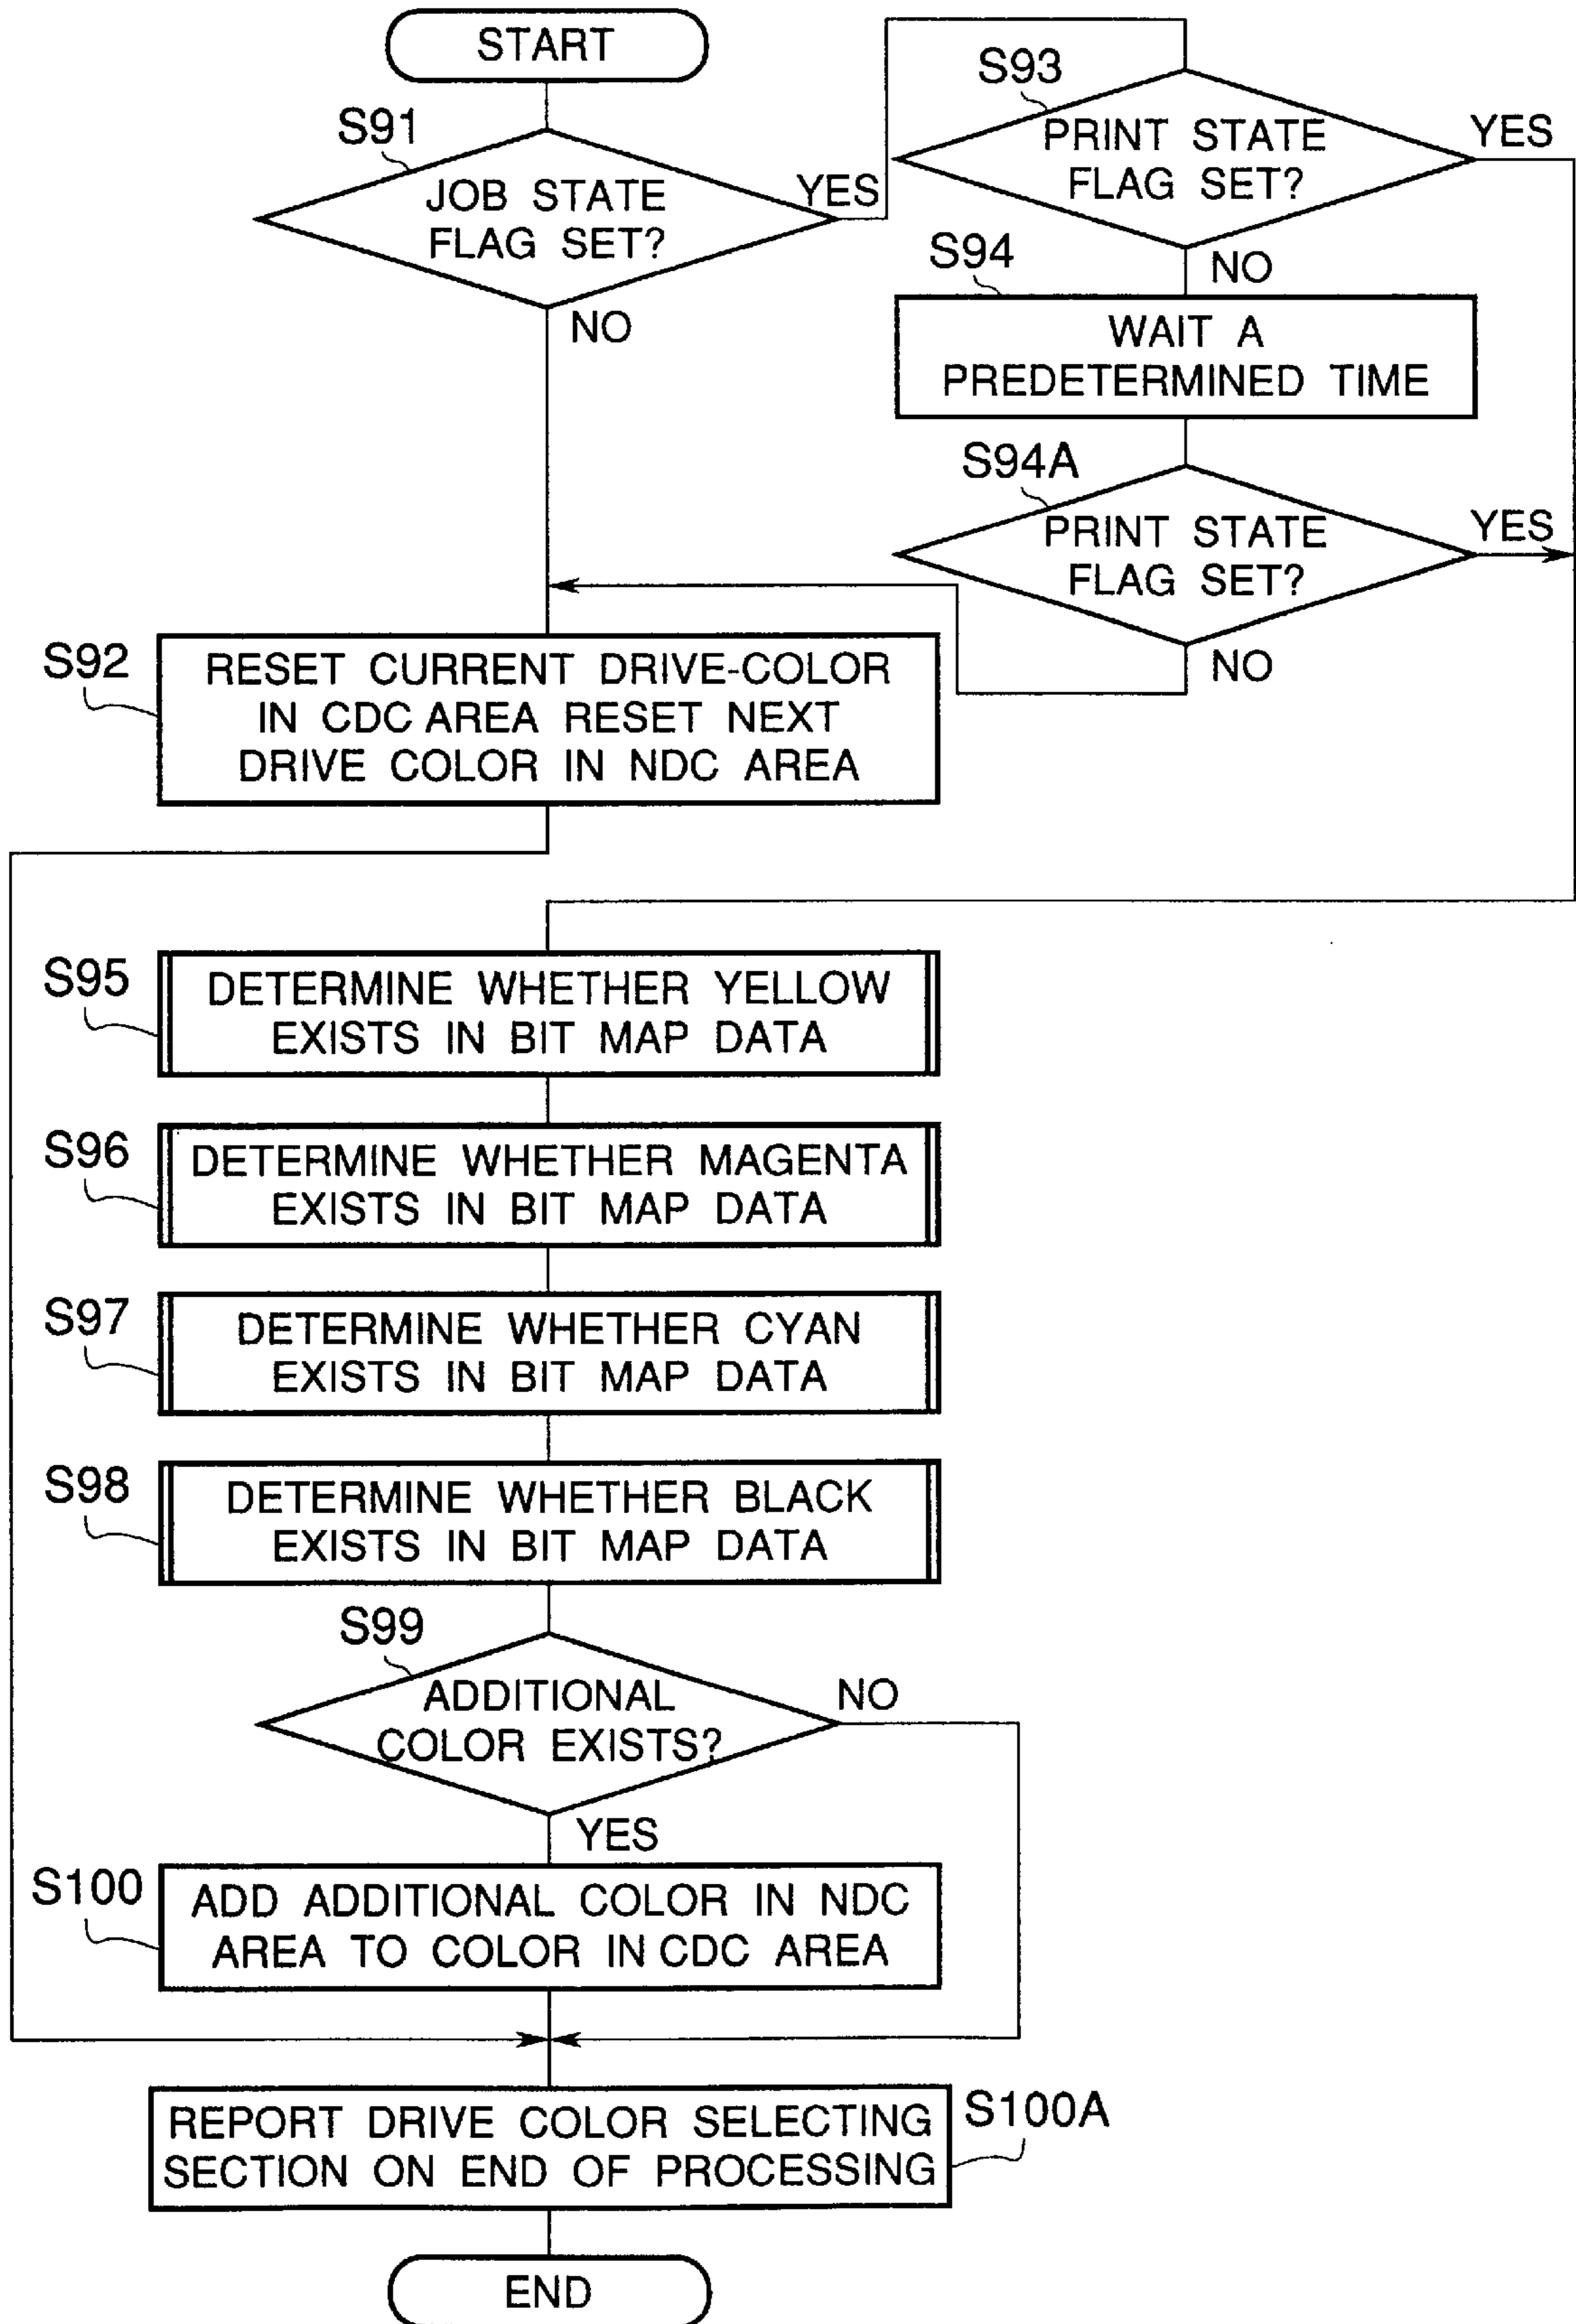 START
S91
JOB STATE
FLAG SET?
YES
NO
S93
PRINT STATE
FLAG SET?
YES
NO
S94
WAIT A
PREDETERMINED TIME
S94A
PRINT STATE
FLAG SET?
YES
NO
S92
RESET CURRENT DRIVE-COLOR
IN CDC AREA RESET NEXT
DRIVE COLOR IN NDC AREA
S95
DETERMINE WHETHER YELLOW
EXISTS IN BIT MAP DATA
S96
DETERMINE WHETHER MAGENTA
EXISTS IN BIT MAP DATA
S97
DETERMINE WHETHER CYAN
EXISTS IN BIT MAP DATA
S98
DETERMINE WHETHER BLACK
EXISTS IN BIT MAP DATA
S99
ADDITIONAL
COLOR EXISTS?
NO
YES
S100
ADD ADDITIONAL COLOR IN NDC
AREA TO COLOR IN CDC AREA
REPORT DRIVE COLOR SELECTING
SECTION ON END OF PROCESSING
S100A
END